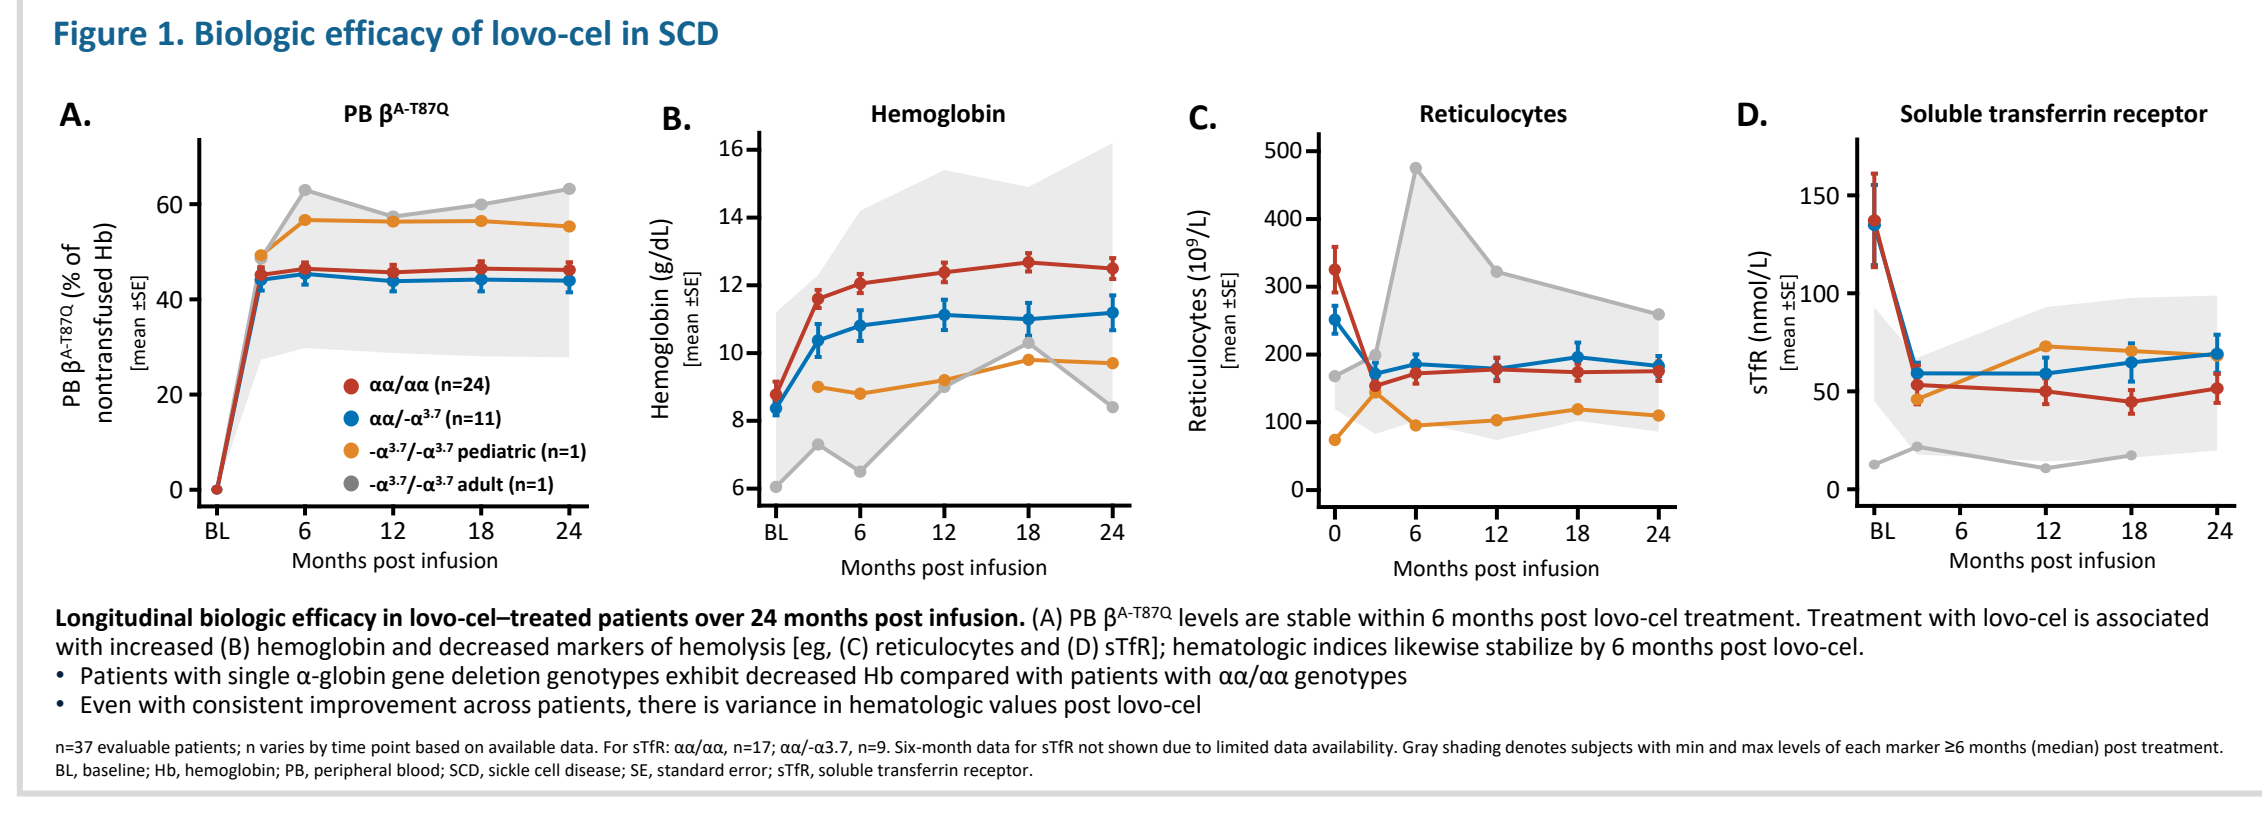 Figure 1. Biologic efficacy of lovo-cel in SCD
A.
PB βA-T87Q
PB βA-T87Q (% of
nontransfused Hb)
[mean ±SE]
60
40
20
0
αα/αα (n=24)
αα/-α3.7 (n=11)
-α3.7/-α3.7 pediatric (n=1)
-α3.7/-α3.7 adult (n=1)
BL 6 12 18 24
Months post infusion
B.
Hemoglobin
Hemoglobin (g/dL)
[mean ±SE]
16
14
12
10
8
6
BL 6 12 18 24
Months post infusion
C.
Reticulocytes
Reticulocytes (10⁹/L)
[mean ±SE]
500
400
300
200
100
0
0 6 12 18 24
Months post infusion
D.
Soluble transferrin receptor
sTfR (nmol/L)
[mean ±SE]
150
100
50
0
BL 6 12 18 24
Months post infusion
Longitudinal biologic efficacy in lovo-cel–treated patients over 24 months post infusion. (A) PB βA-T87Q levels are stable within 6 months post lovo-cel treatment. Treatment with lovo-cel is associated
with increased (B) hemoglobin and decreased markers of hemolysis [eg, (C) reticulocytes and (D) sTfR]; hematologic indices likewise stabilize by 6 months post lovo-cel.
• Patients with single α-globin gene deletion genotypes exhibit decreased Hb compared with patients with αα/αα genotypes
• Even with consistent improvement across patients, there is variance in hematologic values post lovo-cel
n=37 evaluable patients; n varies by time point based on available data. For sTfR: αα/αα, n=17; αα/-α3.7, n=9. Six-month data for sTfR not shown due to limited data availability. Gray shading denotes subjects with min and max levels of each marker ≥6 months (median) post treatment.
BL, baseline; Hb, hemoglobin; PB, peripheral blood; SCD, sickle cell disease; SE, standard error; sTfR, soluble transferrin receptor.